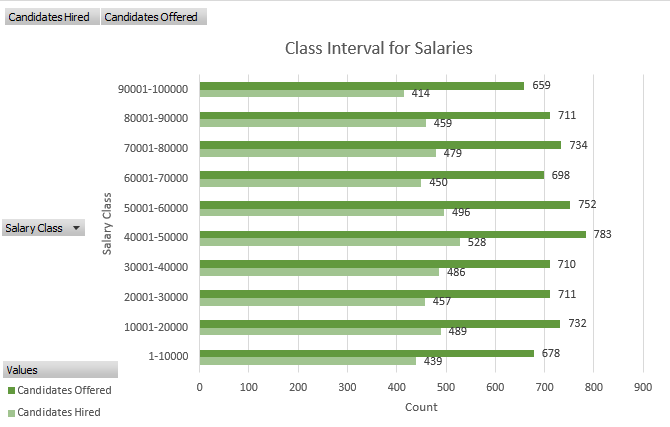 Candidates Hired Candidates Offered
Class Interval for Salaries
90001-100000 659
414
80001-90000 711
459
70001-80000 734
479
60001-70000 698
450
50001-60000 752
496
40001-50000 783
528
30001-40000 710
486
20001-30000 711
457
10001-20000 732
489
1-10000 678
439
Salary Class
Salary Class
0 100 200 300 400 500 600 700 800 900
Count
Values
Candidates Offered
Candidates Hired